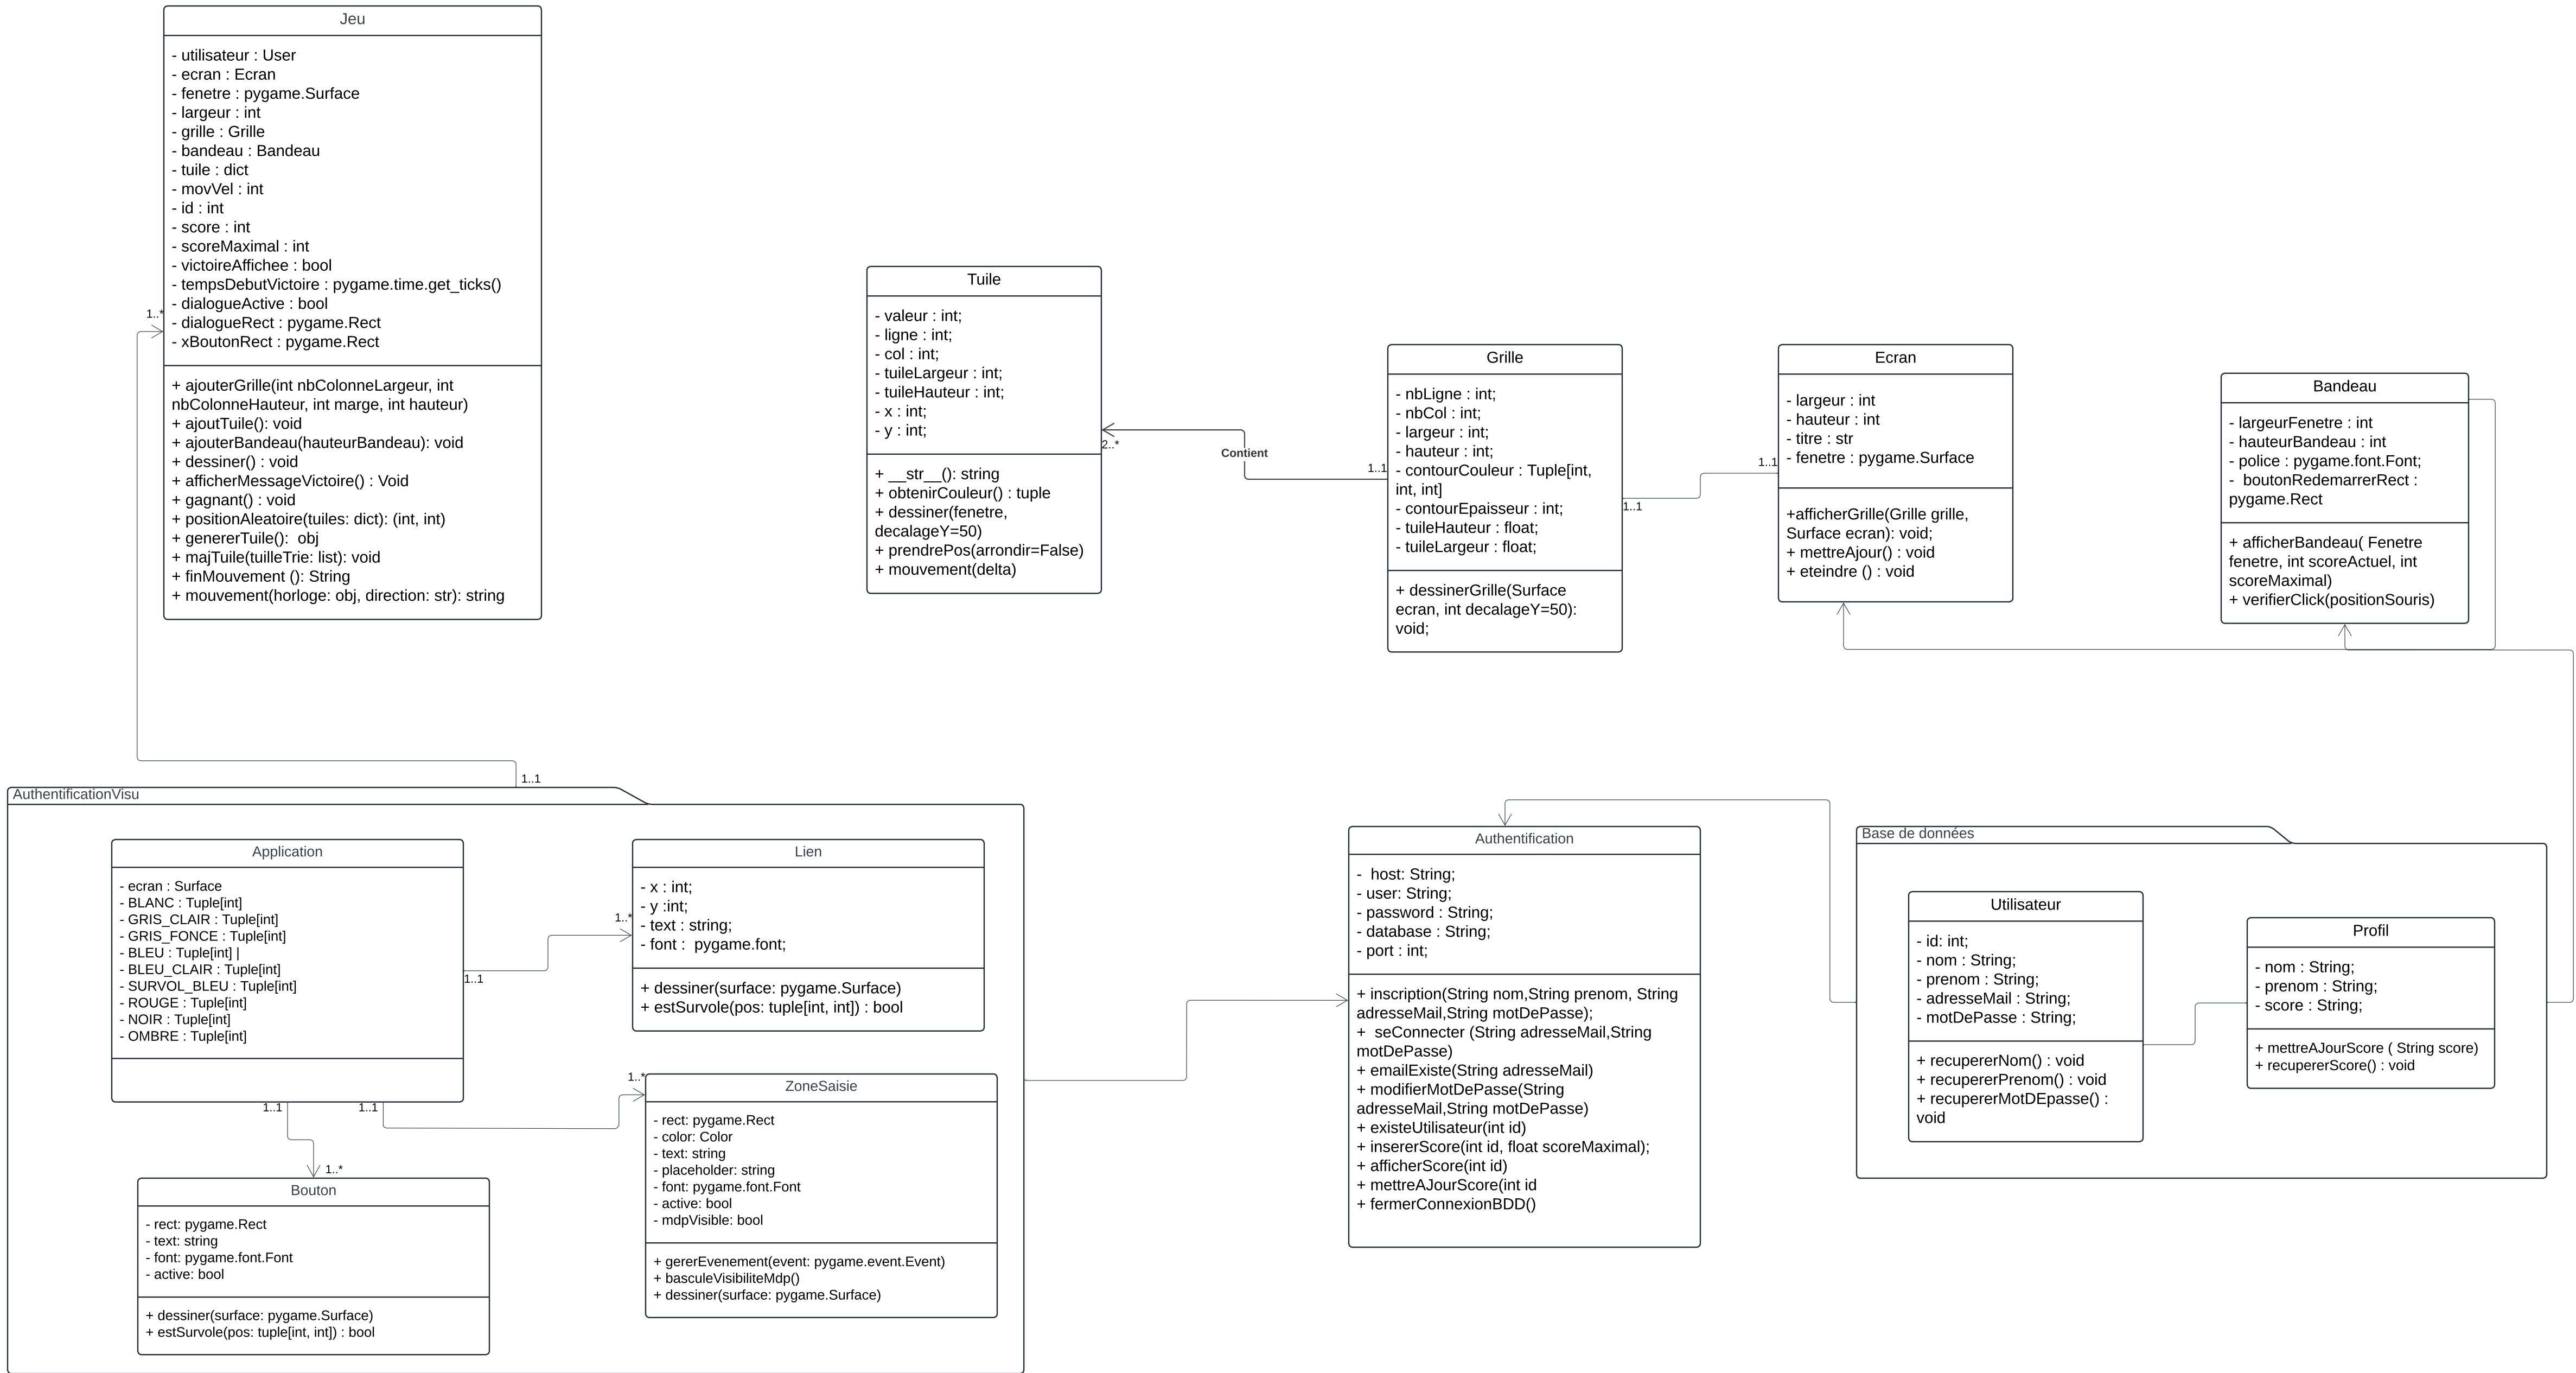 Jeu
- utilisateur : User
- ecran : Ecran
- fenetre : pygame.Surface
- largeur : int
- grille : Grille
- bandeau : Bandeau
- tuile : dict
- movVel : int
- id : int
- score : int
- scoreMaximal : int
- victoireAffichee : bool
- tempsDebutVictoire : pygame.time.get_ticks()
- dialogueActive : bool
- dialogueRect : pygame.Rect
- xBoutonRect : pygame.Rect
+ ajouterGrille(int nbColonneLargeur, int
nbColonneHauteur, int marge, int hauteur)
+ ajoutTuile(): void
+ ajouterBandeau(hauteurBandeau): void
+ dessiner() : void
+ afficherMessageVictoire() : Void
+ gagnant() : void
+ positionAleatoire(tuiles: dict): (int, int)
+ genererTuile():  obj
+ majTuile(tuilleTrie: list): void
+ finMouvement (): String
+ mouvement(horloge: obj, direction: str): string
1..*
Tuile
- valeur : int;
- ligne : int;
- col : int;
- tuileLargeur : int;
- tuileHauteur : int;
- x : int;
- y : int;
+ __str__(): string
+ obtenirCouleur() : tuple
+ dessiner(fenetre,
decalageY=50)
+ prendrePos(arrondir=False)
+ mouvement(delta)
2..*
Contient
1..1
Grille
- nbLigne : int;
- nbCol : int;
- largeur : int;
- hauteur : int;
- contourCouleur : Tuple[int,
int, int]
- contourEpaisseur : int;
- tuileHauteur : float;
- tuileLargeur : float;
+ dessinerGrille(Surface
ecran, int decalageY=50):
void;
1..1
1..1
Ecran
- largeur : int
- hauteur : int
- titre : str
- fenetre : pygame.Surface
+afficherGrille(Grille grille,
Surface ecran): void;
+ mettreAjour() : void
+ eteindre () : void
Bandeau
- largeurFenetre : int
- hauteurBandeau : int
- police : pygame.font.Font;
-  boutonRedemarrerRect :
pygame.Rect
+ afficherBandeau( Fenetre
fenetre, int scoreActuel, int
scoreMaximal)
+ verifierClick(positionSouris)
1..1
AuthentificationVisu
Application
- ecran : Surface
- BLANC : Tuple[int]
- GRIS_CLAIR : Tuple[int]
- GRIS_FONCE : Tuple[int]
- BLEU : Tuple[int] |
- BLEU_CLAIR : Tuple[int]
- SURVOL_BLEU : Tuple[int]
- ROUGE : Tuple[int]
- NOIR : Tuple[int]
- OMBRE : Tuple[int]
1..1
1..1
1..1
1..*
Lien
- x : int;
- y :int;
- text : string;
- font :  pygame.font;
+ dessiner(surface: pygame.Surface)
+ estSurvole(pos: tuple[int, int]) : bool
1..*
ZoneSaisie
- rect: pygame.Rect
- color: Color
- text: string
- placeholder: string
- font: pygame.font.Font
- active: bool
- mdpVisible: bool
+ gererEvenement(event: pygame.event.Event)
+ basculeVisibiliteMdp()
+ dessiner(surface: pygame.Surface)
1..*
Bouton
- rect: pygame.Rect
- text: string
- font: pygame.font.Font
- active: bool
+ dessiner(surface: pygame.Surface)
+ estSurvole(pos: tuple[int, int]) : bool
Authentification
-  host: String;
- user: String;
- password : String;
- database : String;
- port : int;
+ inscription(String nom,String prenom, String
adresseMail,String motDePasse);
+  seConnecter (String adresseMail,String
motDePasse)
+ emailExiste(String adresseMail)
+ modifierMotDePasse(String
adresseMail,String motDePasse)
+ existeUtilisateur(int id)
+ insererScore(int id, float scoreMaximal);
+ afficherScore(int id)
+ mettreAJourScore(int id
+ fermerConnexionBDD()
Base de données
Utilisateur
- id: int;
- nom : String;
- prenom : String;
- adresseMail : String;
- motDePasse : String;
+ recupererNom() : void
+ recupererPrenom() : void
+ recupererMotDEpasse() :
void
Profil
- nom : String;
- prenom : String;
- score : String;
+ mettreAJourScore ( String score)
+ recupererScore() : void